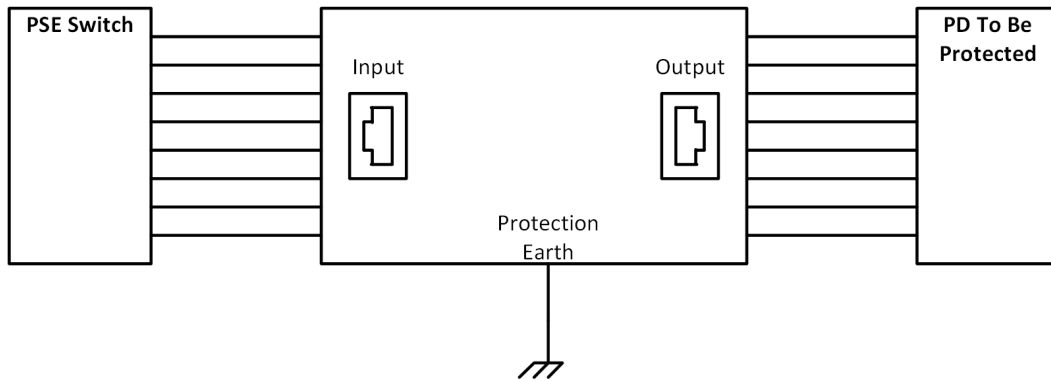 PSE Switch
Input
Output
PD To Be
Protected
Protection
Earth